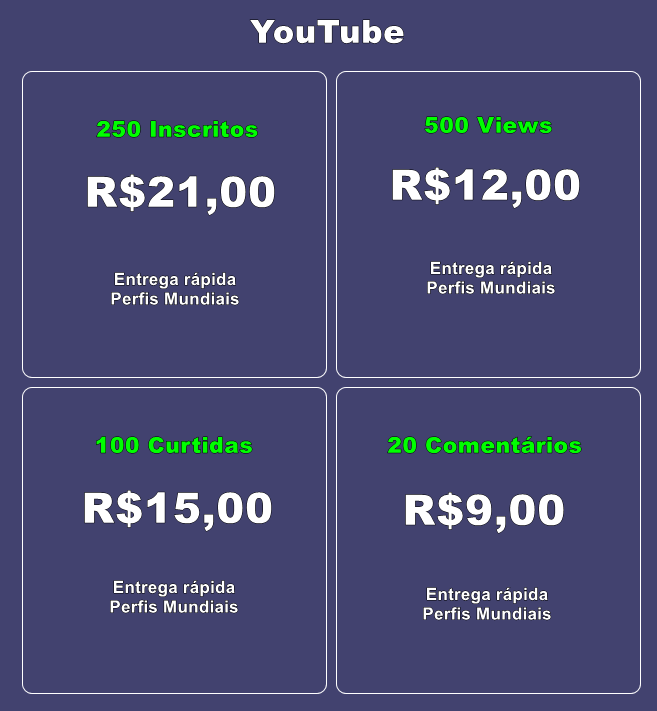 YouTube
250 Inscritos
R$21,00
Entrega rápida
Perfis Mundiais
500 Views
R$12,00
Entrega rápida
Perfis Mundiais
100 Curtidas
R$15,00
Entrega rápida
Perfis Mundiais
20 Comentários
R$9,00
Entrega rápida
Perfis Mundiais